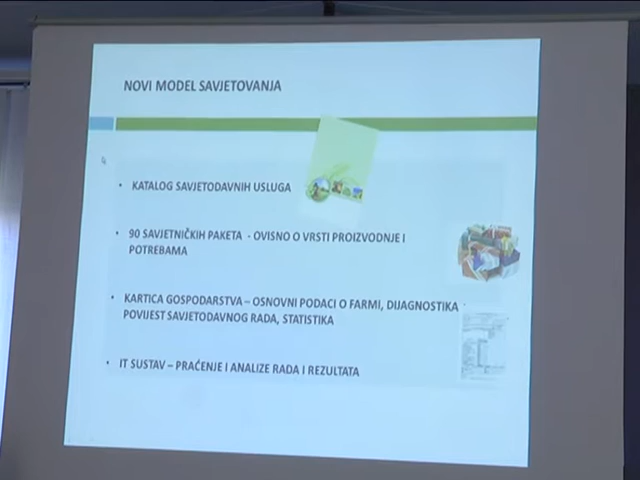 NOVI MODEL SAVJETOVANJA
• KATALOG SAVJETODAVNIH USLUGA
• 90 SAVJETNIČKIH PAKETA - OVISNO O VRSTI PROIZVODNJE I
POTREBAMA
• KARTICA GOSPODARSTVA – OSNOVNI PODACI O FARMI, DIJAGNOSTIKA
POVIJEST SAVJETODAVNOG RADA, STATISTIKA
• IT SUSTAV – PRAĆENJE I ANALIZE RADA I REZULTATA